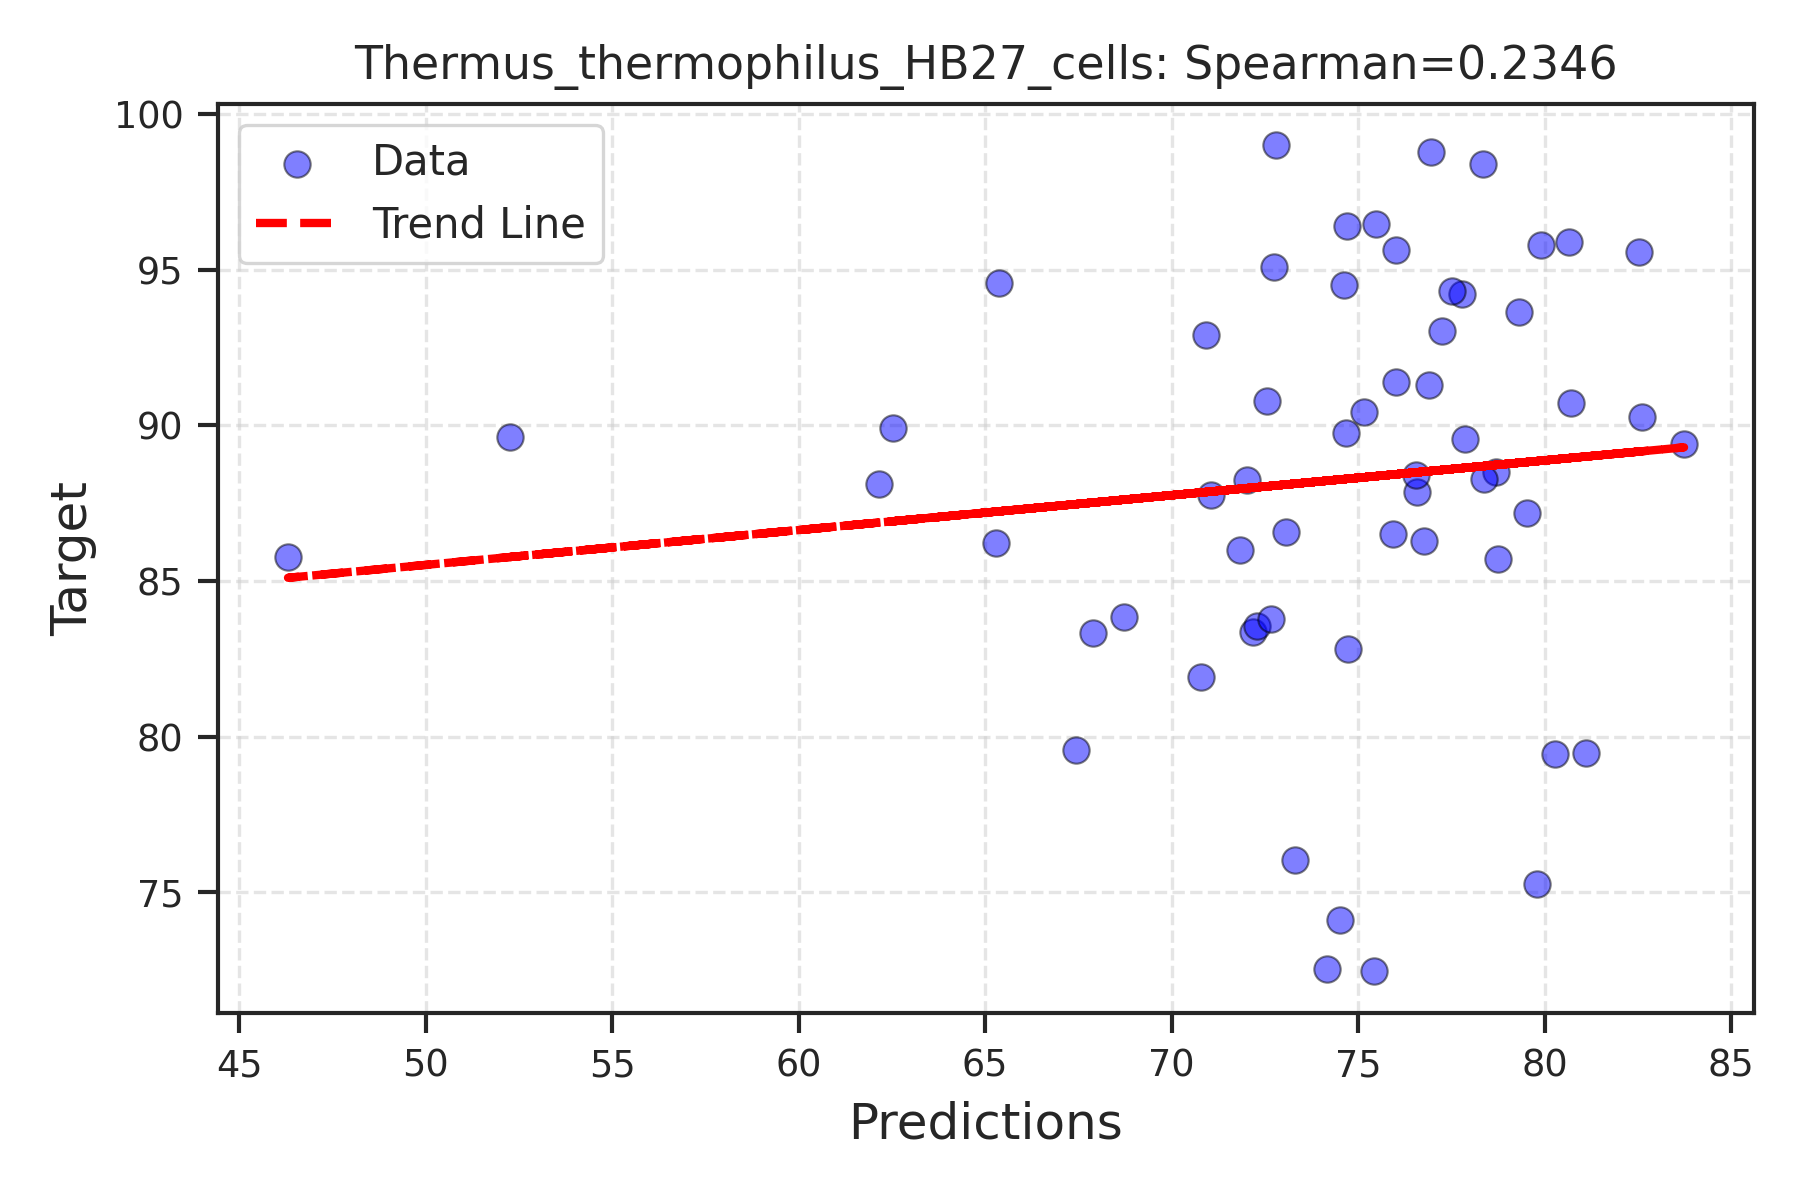 Thermus_thermophilus_HB27_cells: Spearman=0.2346
100
95
90
85
80
75
Target
Data
Trend Line
45 50 55 60 65 70 75 80 85
Predictions